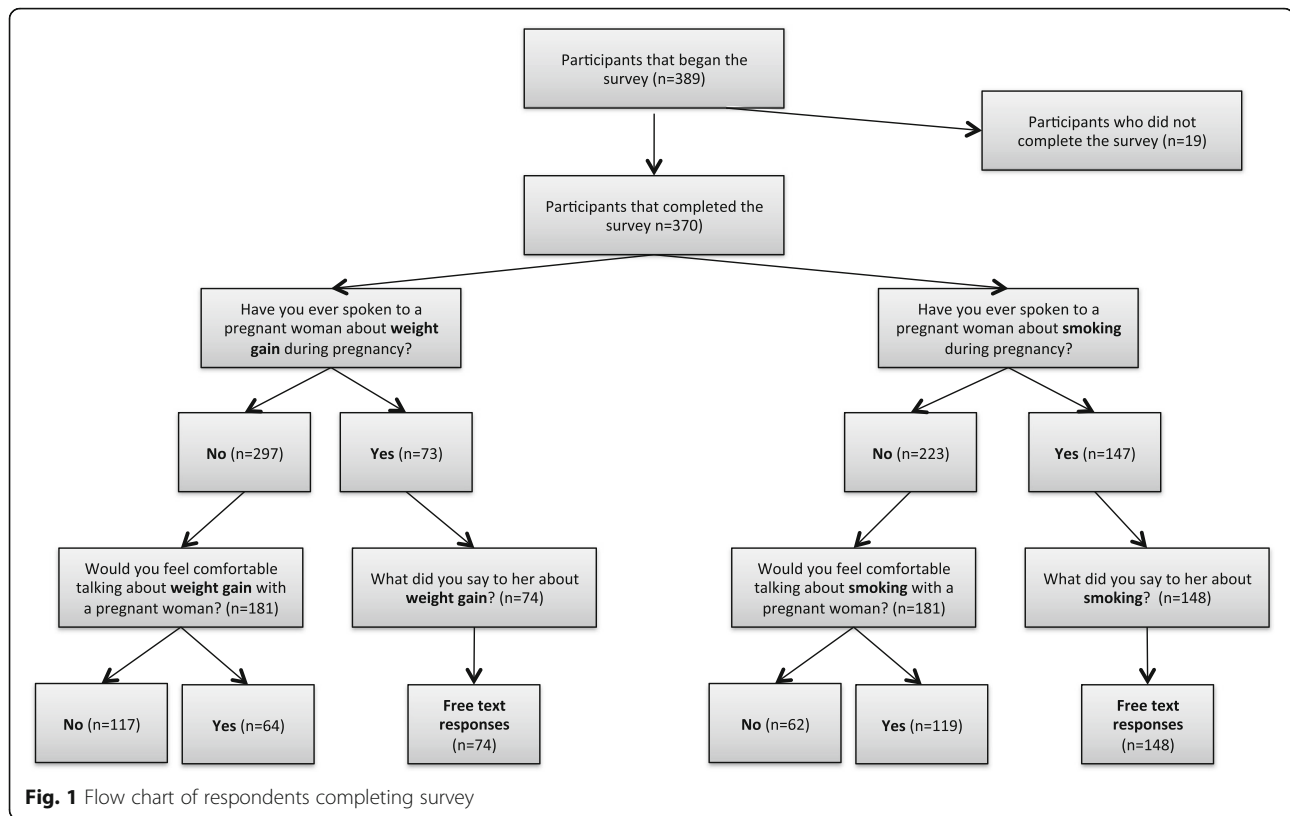 Participants that began the
survey (n=389)
Participants who did not
complete the survey (n=19)
Participants that completed the
survey n=370)
Have you ever spoken to a
pregnant woman about weight
gain during pregnancy?
Have you ever spoken to a
pregnant woman about smoking
during pregnancy?
No (n=297)
Yes (n=73)
No (n=223)
Yes (n=147)
Would you feel comfortable
talking about weight gain with
a pregnant woman? (n=181)
What did you say to her about
weight gain? (n=74)
Would you feel comfortable
talking about smoking with a
pregnant woman? (n=181)
What did you say to her about
smoking? (n=148)
No (n=117)
Yes (n=64)
Free text
responses
(n=74)
No (n=62)
Yes (n=119)
Free text
responses
(n=148)
Fig. 1 Flow chart of respondents completing survey